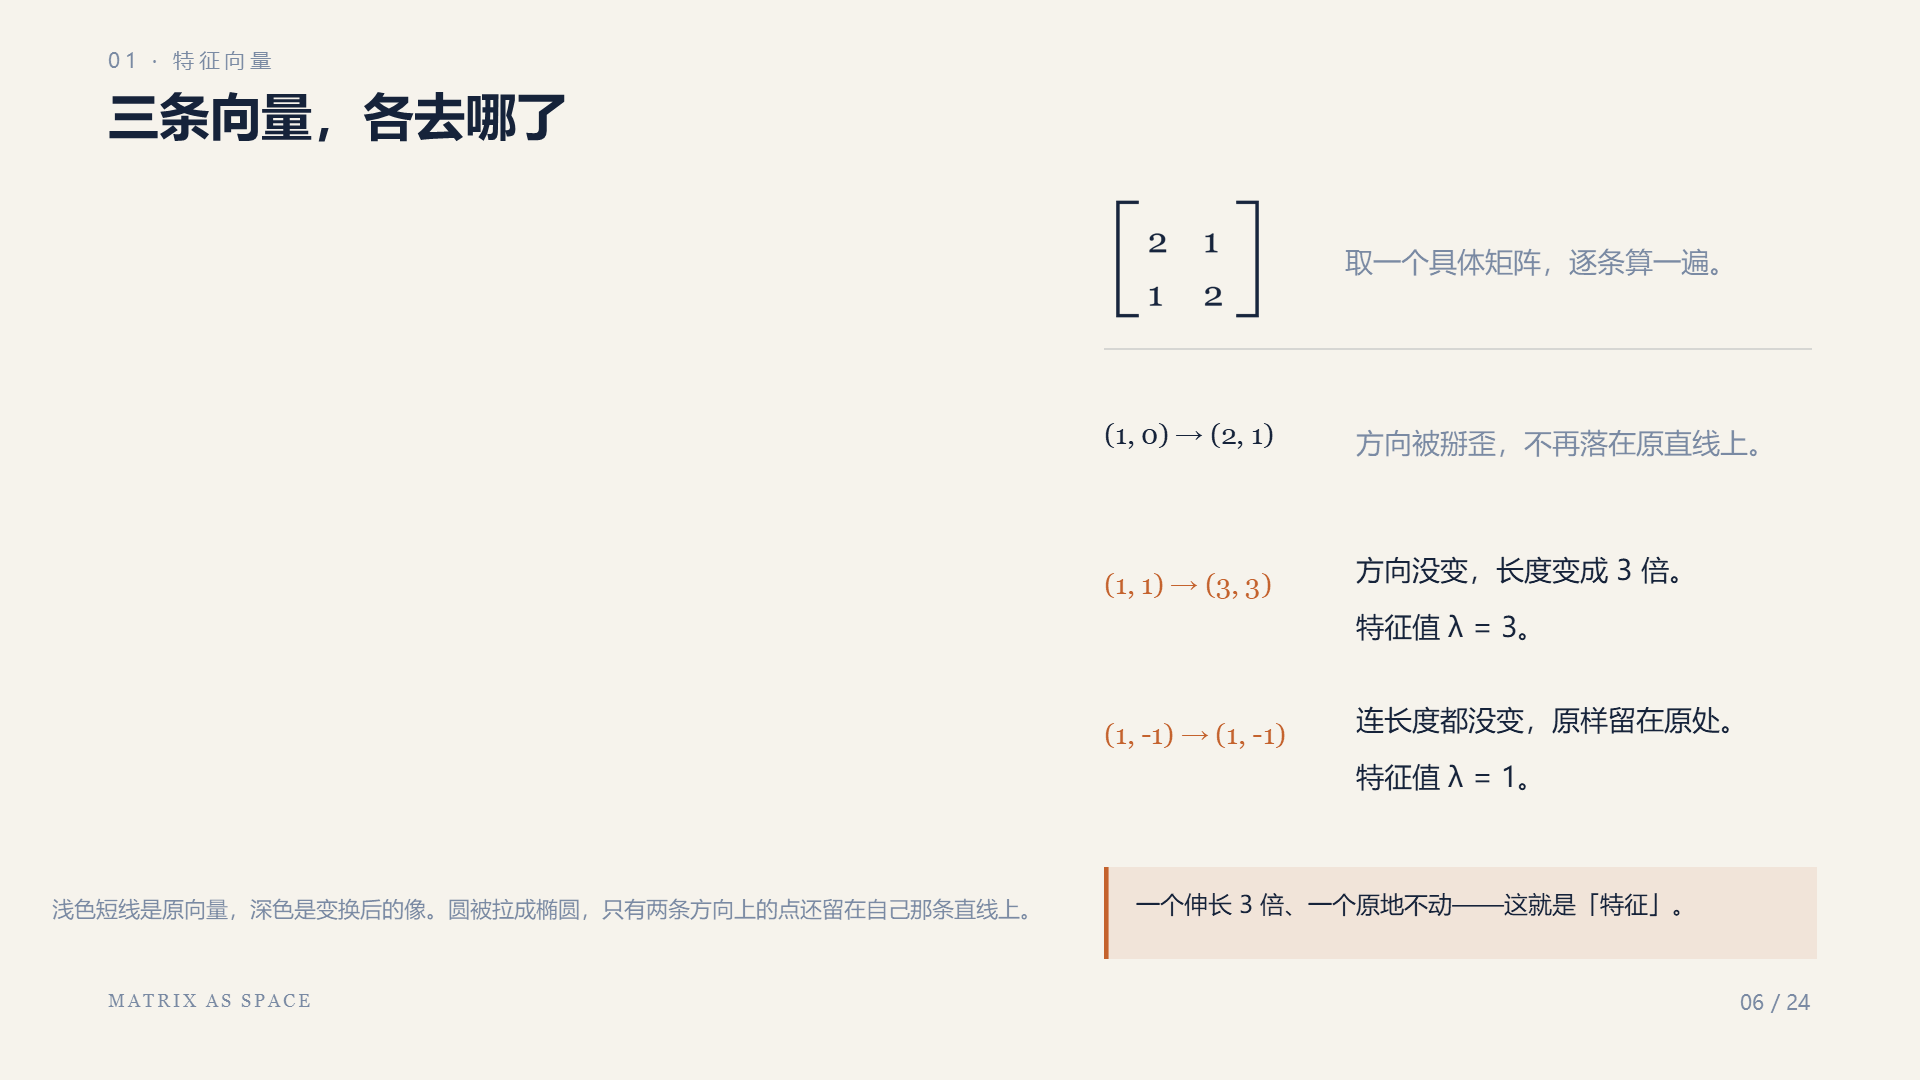 01 · 特征向量
三条向量，各去哪了
2 1
1 2
取一个具体矩阵，逐条算一遍。
(1, 0) → (2, 1)
方向被掰歪，不再落在原直线上。
(1, 1) → (3, 3)
方向没变，长度变成 3 倍。
特征值 λ = 3。
(1, -1) → (1, -1)
连长度都没变，原样留在原处。
特征值 λ = 1。
一个伸长 3 倍、一个原地不动——这就是「特征」。
浅色短线是原向量，深色是变换后的像。圆被拉成椭圆，只有两条方向上的点还留在自己那条直线上。
MATRIX AS SPACE
06 / 24